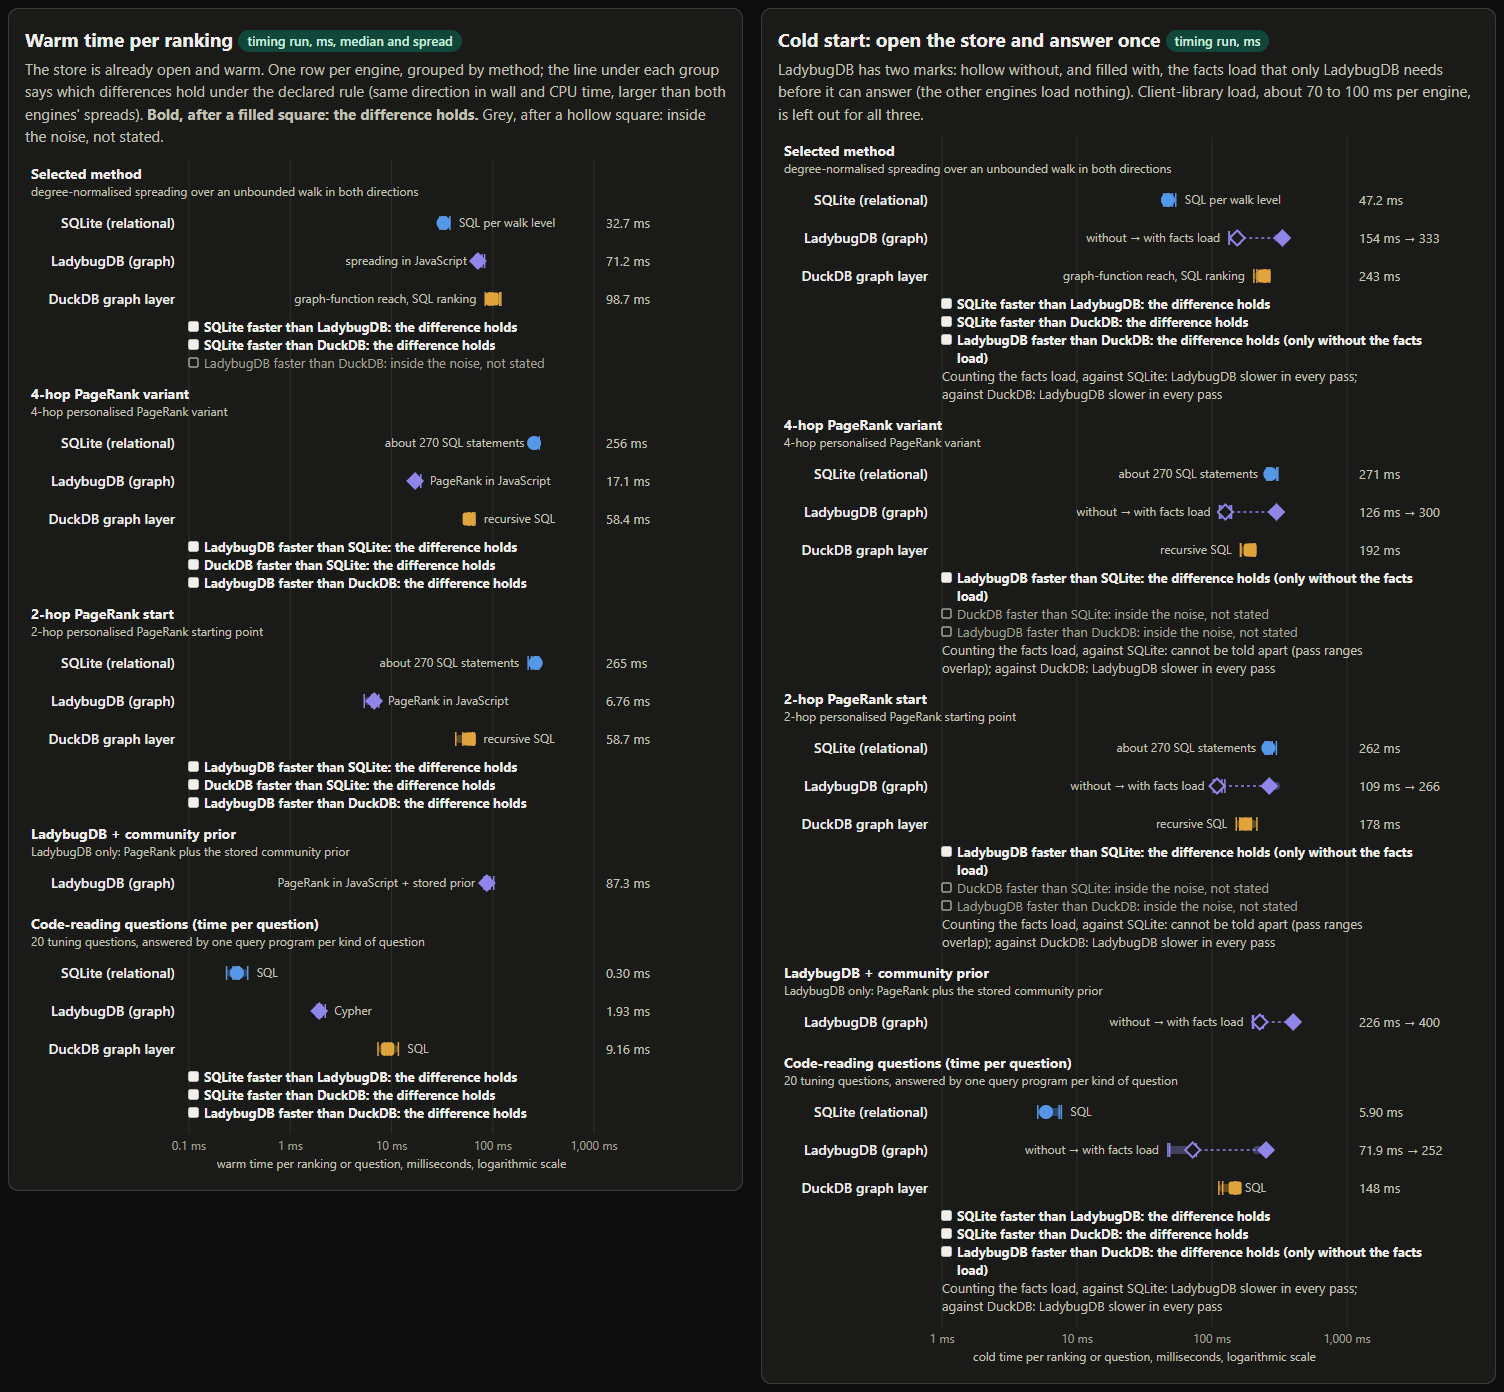 Warm time per ranking timing run, ms, median and spread
The store is already open and warm. One row per engine, grouped by method; the line under each group
says which differences hold under the declared rule (same direction in wall and CPU time, larger than both
engines' spreads). Bold, after a filled square: the difference holds. Grey, after a hollow square: inside
the noise, not stated.
Selected method
degree-normalised spreading over an unbounded walk in both directions
SQLite (relational) SQL per walk level 32.7 ms
LadybugDB (graph) spreading in JavaScript 71.2 ms
DuckDB graph layer graph-function reach, SQL ranking 98.7 ms
SQLite faster than LadybugDB: the difference holds
SQLite faster than DuckDB: the difference holds
LadybugDB faster than DuckDB: inside the noise, not stated
4-hop PageRank variant
4-hop personalised PageRank variant
SQLite (relational) about 270 SQL statements 256 ms
LadybugDB (graph) PageRank in JavaScript 17.1 ms
DuckDB graph layer recursive SQL 58.4 ms
LadybugDB faster than SQLite: the difference holds
DuckDB faster than SQLite: the difference holds
LadybugDB faster than DuckDB: the difference holds
2-hop PageRank start
2-hop personalised PageRank starting point
SQLite (relational) about 270 SQL statements 265 ms
LadybugDB (graph) PageRank in JavaScript 6.76 ms
DuckDB graph layer recursive SQL 58.7 ms
LadybugDB faster than SQLite: the difference holds
DuckDB faster than SQLite: the difference holds
LadybugDB faster than DuckDB: the difference holds
LadybugDB + community prior
LadybugDB only: PageRank plus the stored community prior
LadybugDB (graph) PageRank in JavaScript + stored prior 87.3 ms
Code-reading questions (time per question)
20 tuning questions, answered by one query program per kind of question
SQLite (relational) SQL 0.30 ms
LadybugDB (graph) Cypher 1.93 ms
DuckDB graph layer SQL 9.16 ms
SQLite faster than LadybugDB: the difference holds
SQLite faster than DuckDB: the difference holds
LadybugDB faster than DuckDB: the difference holds
0.1 ms 1 ms 10 ms 100 ms 1,000 ms
warm time per ranking or question, milliseconds, logarithmic scale
Cold start: open the store and answer once timing run, ms
LadybugDB has two marks: hollow without, and filled with, the facts load that only LadybugDB needs
before it can answer (the other engines load nothing). Client-library load, about 70 to 100 ms per engine,
is left out for all three.
Selected method
degree-normalised spreading over an unbounded walk in both directions
SQLite (relational) SQL per walk level 47.2 ms
LadybugDB (graph) without → with facts load 154 ms → 333
DuckDB graph layer graph-function reach, SQL ranking 243 ms
SQLite faster than LadybugDB: the difference holds
SQLite faster than DuckDB: the difference holds
LadybugDB faster than DuckDB: the difference holds (only without the facts
load)
Counting the facts load, against SQLite: LadybugDB slower in every pass;
against DuckDB: LadybugDB slower in every pass
4-hop PageRank variant
4-hop personalised PageRank variant
SQLite (relational) about 270 SQL statements 271 ms
LadybugDB (graph) without → with facts load 126 ms → 300
DuckDB graph layer recursive SQL 192 ms
LadybugDB faster than SQLite: the difference holds (only without the facts
load)
DuckDB faster than SQLite: inside the noise, not stated
LadybugDB faster than DuckDB: inside the noise, not stated
Counting the facts load, against SQLite: cannot be told apart (pass ranges
overlap); against DuckDB: LadybugDB slower in every pass
2-hop PageRank start
2-hop personalised PageRank starting point
SQLite (relational) about 270 SQL statements 262 ms
LadybugDB (graph) without → with facts load 109 ms → 266
DuckDB graph layer recursive SQL 178 ms
LadybugDB faster than SQLite: the difference holds (only without the facts
load)
DuckDB faster than SQLite: inside the noise, not stated
LadybugDB faster than DuckDB: inside the noise, not stated
Counting the facts load, against SQLite: cannot be told apart (pass ranges
overlap); against DuckDB: LadybugDB slower in every pass
LadybugDB + community prior
LadybugDB only: PageRank plus the stored community prior
LadybugDB (graph) without → with facts load 226 ms → 400
Code-reading questions (time per question)
20 tuning questions, answered by one query program per kind of question
SQLite (relational) SQL 5.90 ms
LadybugDB (graph) without → with facts load 71.9 ms → 252
DuckDB graph layer SQL 148 ms
SQLite faster than LadybugDB: the difference holds
SQLite faster than DuckDB: the difference holds
LadybugDB faster than DuckDB: the difference holds (only without the facts
load)
Counting the facts load, against SQLite: LadybugDB slower in every pass;
against DuckDB: LadybugDB slower in every pass
1 ms 10 ms 100 ms 1,000 ms
cold time per ranking or question, milliseconds, logarithmic scale